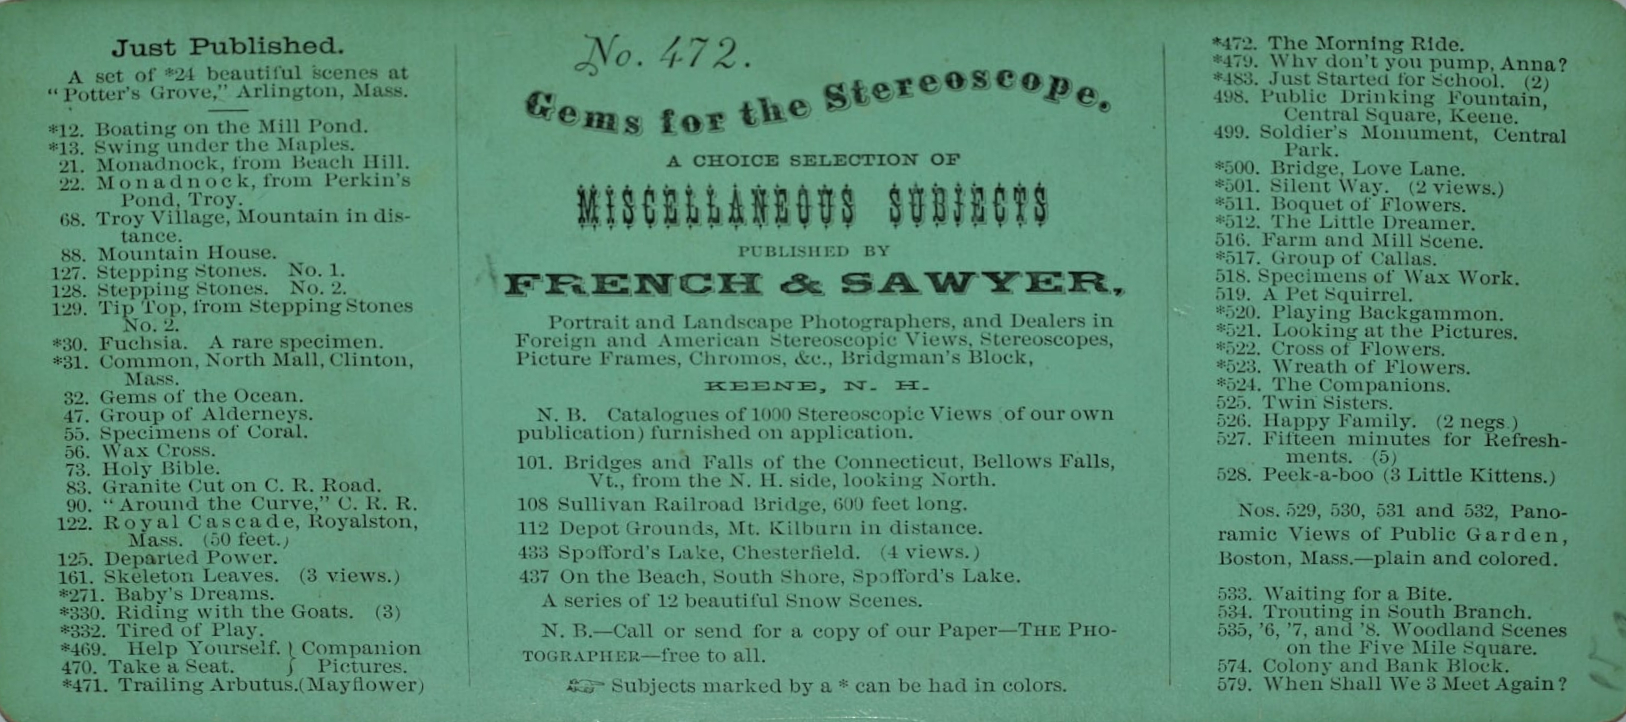 Just Published.
A set of *24 beautiful scenes at
"Potter's Grove," Arlington, Mass.
*12. Boating on the Mill Pond.
*13. Swing under the Maples.
21. Monadnock, from Beach Hill.
22. Monadnock, from Perkin's
Pond, Troy.
68. Troy Village, Mountain in dis-
tance.
88. Mountain House.
127. Stepping Stones. No. 1.
128. Stepping Stones. No. 2.
129. Tip Top, from Stepping Stones
No. 2.
*30. Fuchsia. A rare specimen.
*31. Common, North Mall, Clinton,
Mass.
32. Gems of the Ocean.
47. Group of Alderneys.
55. Specimens of Coral.
56. Wax Cross.
73. Holy Bible.
83. Granite Cut on C. R. Road.
90. "Around the Curve," C. R. R.
122. Royal Cascade, Royalston,
Mass. (50 feet.)
125. Departed Power.
161. Skeleton Leaves. (3 views.)
*271. Baby's Dreams.
*330. Riding with the Goats. (3)
*332. Tired of Play.
*469. Help Yourself. } Companion
470. Take a Seat. } Pictures.
*471. Trailing Arbutus.(Mayflower)
No. 472.
Gems for the Stereoscope.
A CHOICE SELECTION OF
MISCELLANEOUS SUBJECTS
PUBLISHED BY
FRENCH & SAWYER,
Portrait and Landscape Photographers, and Dealers in
Foreign and American Stereoscopic Views, Stereoscopes,
Picture Frames, Chromos, &c., Bridgman's Block,
KEENE, N. H.
N. B. Catalogues of 1000 Stereoscopic Views of our own
publication) furnished on application.
101. Bridges and Falls of the Connecticut, Bellows Falls,
Vt., from the N. H. side, looking North.
108 Sullivan Railroad Bridge, 600 feet long.
112 Depot Grounds, Mt. Kilburn in distance.
433 Spofford's Lake, Chesterfield. (4 views.)
437 On the Beach, South Shore, Spofford's Lake.
A series of 12 beautiful Snow Scenes.
N. B.—Call or send for a copy of our Paper—THE PHO-
TOGRAPHER—free to all.
☞ Subjects marked by a * can be had in colors.
*472. The Morning Ride.
*479. Why don't you pump, Anna?
*483. Just Started for School. (2)
498. Public Drinking Fountain,
Central Square, Keene.
499. Soldier's Monument, Central
Park.
*500. Bridge, Love Lane.
*501. Silent Way. (2 views.)
*511. Boquet of Flowers.
*512. The Little Dreamer.
516. Farm and Mill Scene.
*517. Group of Callas.
518. Specimens of Wax Work.
519. A Pet Squirrel.
*520. Playing Backgammon.
*521. Looking at the Pictures.
*522. Cross of Flowers.
*523. Wreath of Flowers.
*524. The Companions.
525. Twin Sisters.
526. Happy Family. (2 negs.)
527. Fifteen minutes for Refresh-
ments. (5)
528. Peek-a-boo (3 Little Kittens.)
Nos. 529, 530, 531 and 532, Pano-
ramic Views of Public Garden,
Boston, Mass.—plain and colored.
533. Waiting for a Bite.
534. Trouting in South Branch.
535, '6, '7, and '8. Woodland Scenes
on the Five Mile Square.
574. Colony and Bank Block.
579. When Shall We 3 Meet Again?